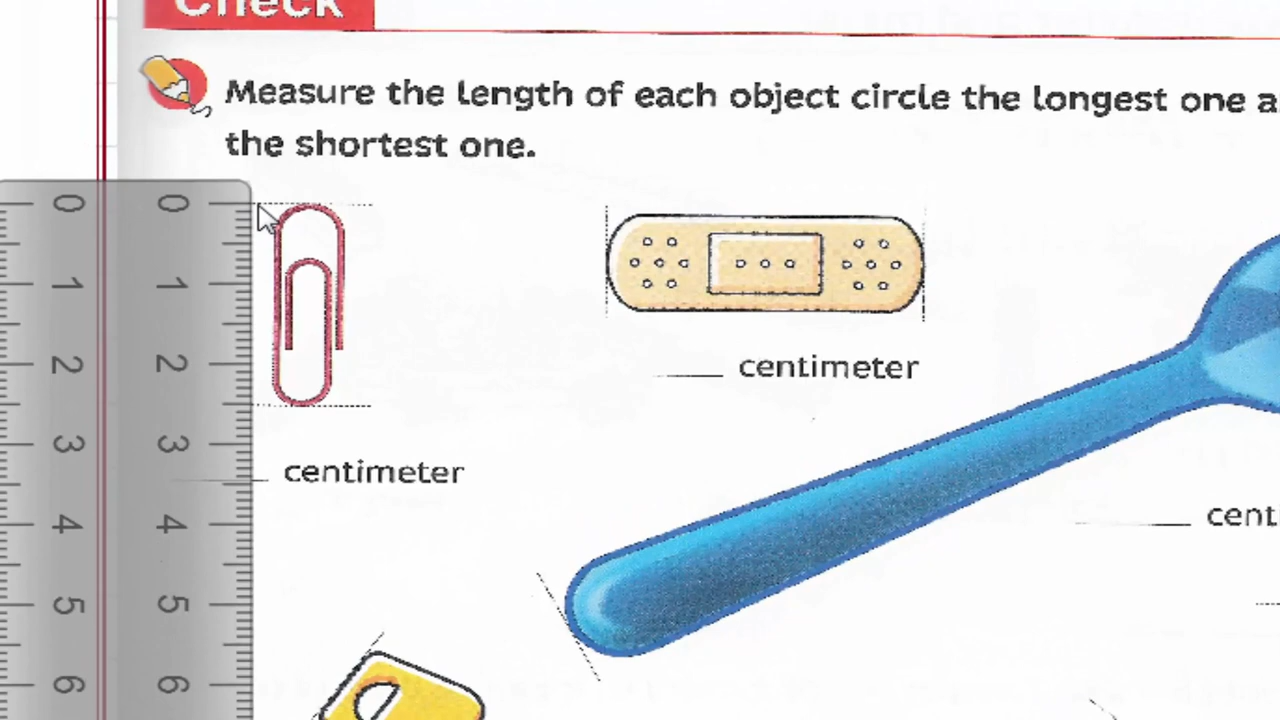 Check
Measure the length of each object circle the longest one a
the shortest one.
0 0
1 1
2 2
3 3
4 4
5 5
6 6
centimeter
centimeter
cent